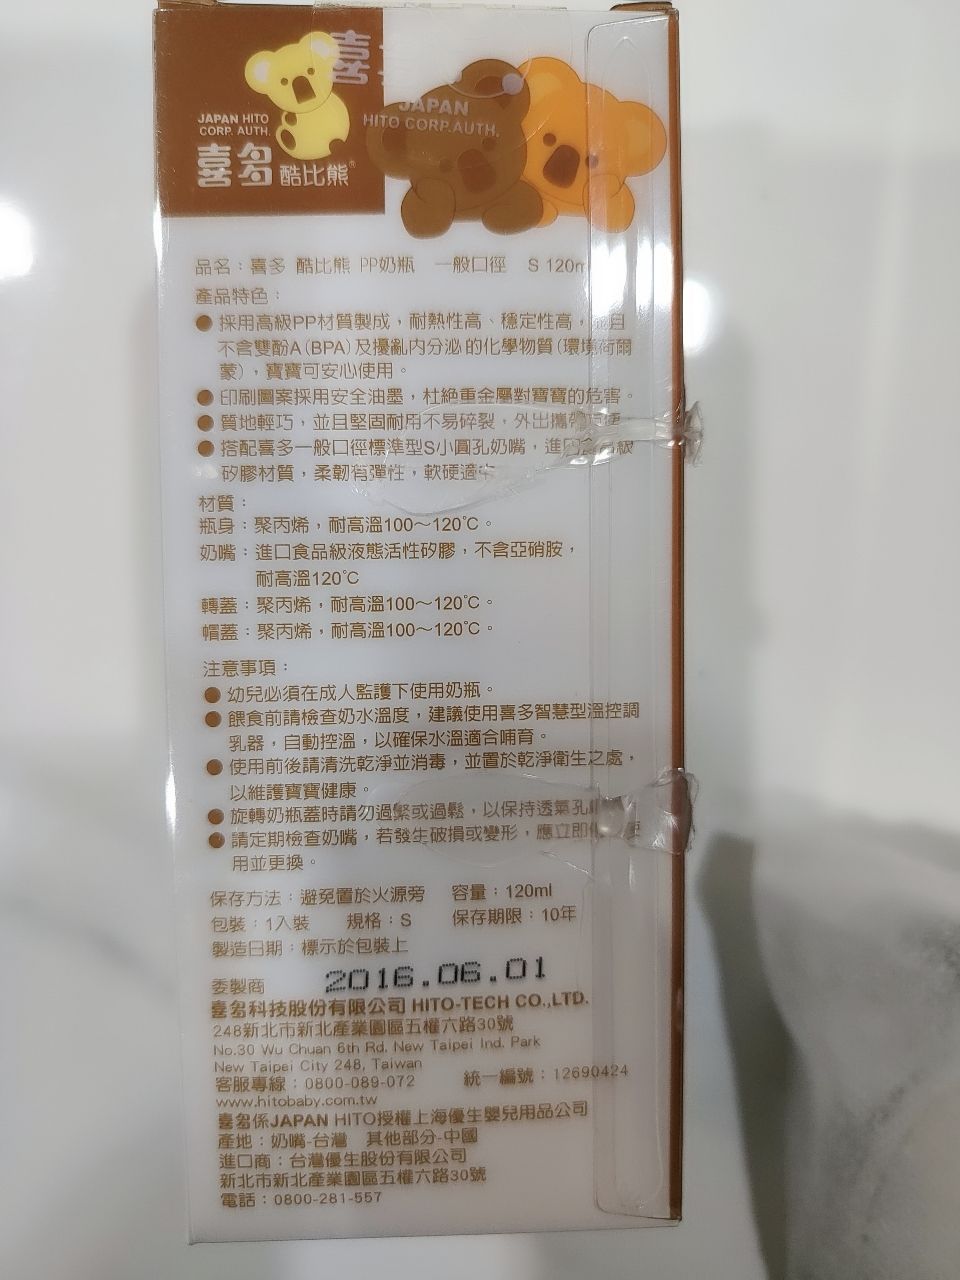 喜
JAPAN HITO
CORP. AUTH.
喜多 酷比熊®
JAPAN
HITO CORP.AUTH.
品名：喜多 酷比熊 PP奶瓶 一般口徑 S 120m
產品特色：
● 採用高級PP材質製成，耐熱性高、穩定性高，且
不含雙酚A(BPA)及擾亂內分泌的化學物質(環境荷爾
蒙)，寶寶可安心使用。
● 印刷圖案採用安全油墨，杜絕重金屬對寶寶的危害。
● 質地輕巧，並且堅固耐用不易碎裂，外出攜帶方便
● 搭配喜多一般口徑標準型S小圓孔奶嘴，進口食品級
矽膠材質，柔韌有彈性，軟硬適中
材質：
瓶身：聚丙烯，耐高溫100～120℃。
奶嘴：進口食品級液態活性矽膠，不含亞硝胺，
耐高溫120℃
轉蓋：聚丙烯，耐高溫100～120℃。
帽蓋：聚丙烯，耐高溫100～120℃。
注意事項：
● 幼兒必須在成人監護下使用奶瓶。
● 餵食前請檢查奶水溫度，建議使用喜多智慧型溫控調
乳器，自動控溫，以確保水溫適合哺育。
● 使用前後請清洗乾淨並消毒，並置於乾淨衛生之處，
以維護寶寶健康。
● 旋轉奶瓶蓋時請勿過緊或過鬆，以保持透氣孔
● 請定期檢查奶嘴，若發生破損或變形，應立即
用並更換。
保存方法：避免置於火源旁 容量：120ml
包裝：1入裝 規格：S 保存期限：10年
製造日期：標示於包裝上
2016.06.01
委製商
喜多科技股份有限公司 HITO-TECH CO.,LTD.
248新北市新北產業園區五權六路30號
No.30 Wu Chuan 6th Rd. New Taipei Ind. Park
New Taipei City 248, Taiwan
客服專線：0800-089-072 統一編號：12690424
www.hitobaby.com.tw
喜多係JAPAN HITO授權上海優生嬰兒用品公司
產地：奶嘴-台灣 其他部分-中國
進口商：台灣優生股份有限公司
新北市新北產業園區五權六路30號
電話：0800-281-557